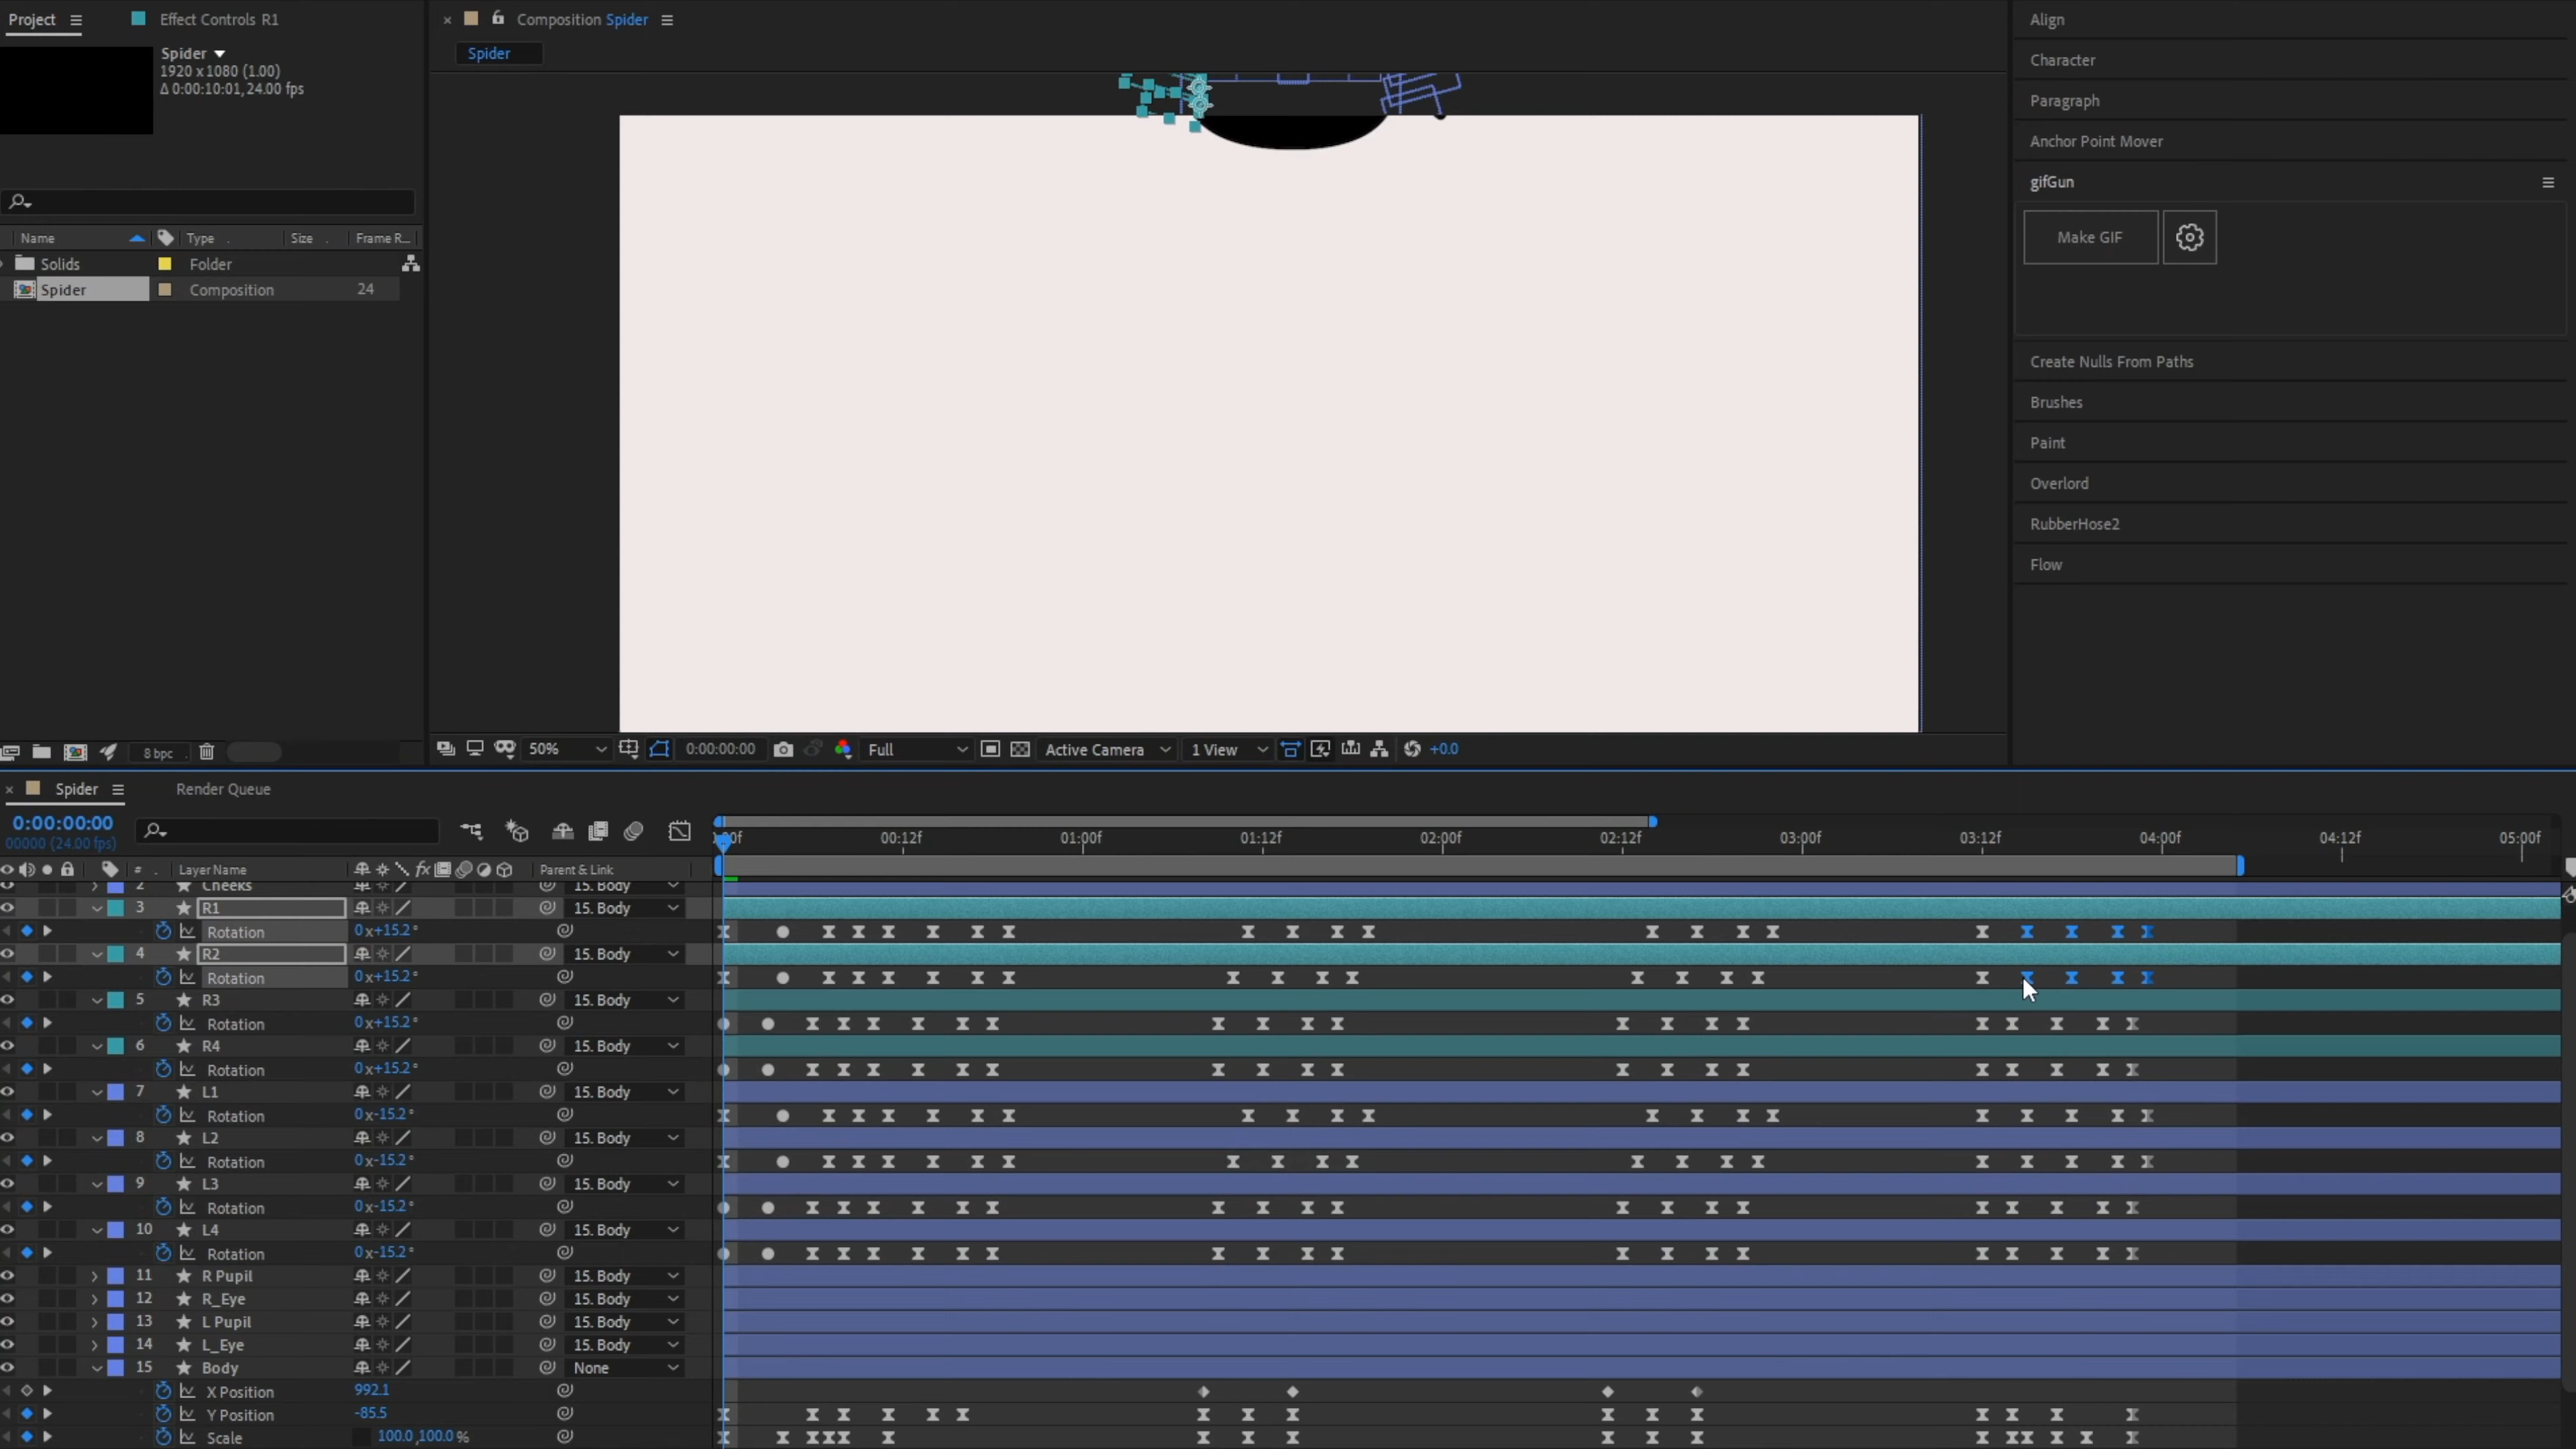 Project
Effect Controls R1
Composition Spider
Spider
1920 x 1080 (1.00)
Δ 0:00:10:01, 24.00 fps
Spider
Name Type Size Frame R...
Solids Folder
Spider Composition 24
8 bpc
50%
0:00:00:00
Full
Active Camera
1 View
+0.0
Align
Character
Paragraph
Anchor Point Mover
gifGun
Make GIF
Create Nulls From Paths
Brushes
Paint
Overlord
RubberHose2
Flow
Spider
Render Queue
0:00:00:00
00000 (24.00 fps)
00:12f 01:00f 01:12f 02:00f 02:12f 03:00f 03:12f 04:00f 04:12f 05:00f
# Layer Name fx Parent & Link
2 Cheeks 15. Body
3 R1 15. Body
Rotation 0x+15.2°
4 R2 15. Body
Rotation 0x+15.2°
5 R3 15. Body
Rotation 0x+15.2°
6 R4 15. Body
Rotation 0x+15.2°
7 L1 15. Body
Rotation 0x-15.2°
8 L2 15. Body
Rotation 0x-15.2°
9 L3 15. Body
Rotation 0x-15.2°
10 L4 15. Body
Rotation 0x-15.2°
11 R Pupil 15. Body
12 R_Eye 15. Body
13 L Pupil 15. Body
14 L_Eye 15. Body
15 Body None
X Position 992.1
Y Position -85.5
Scale 100.0,100.0%